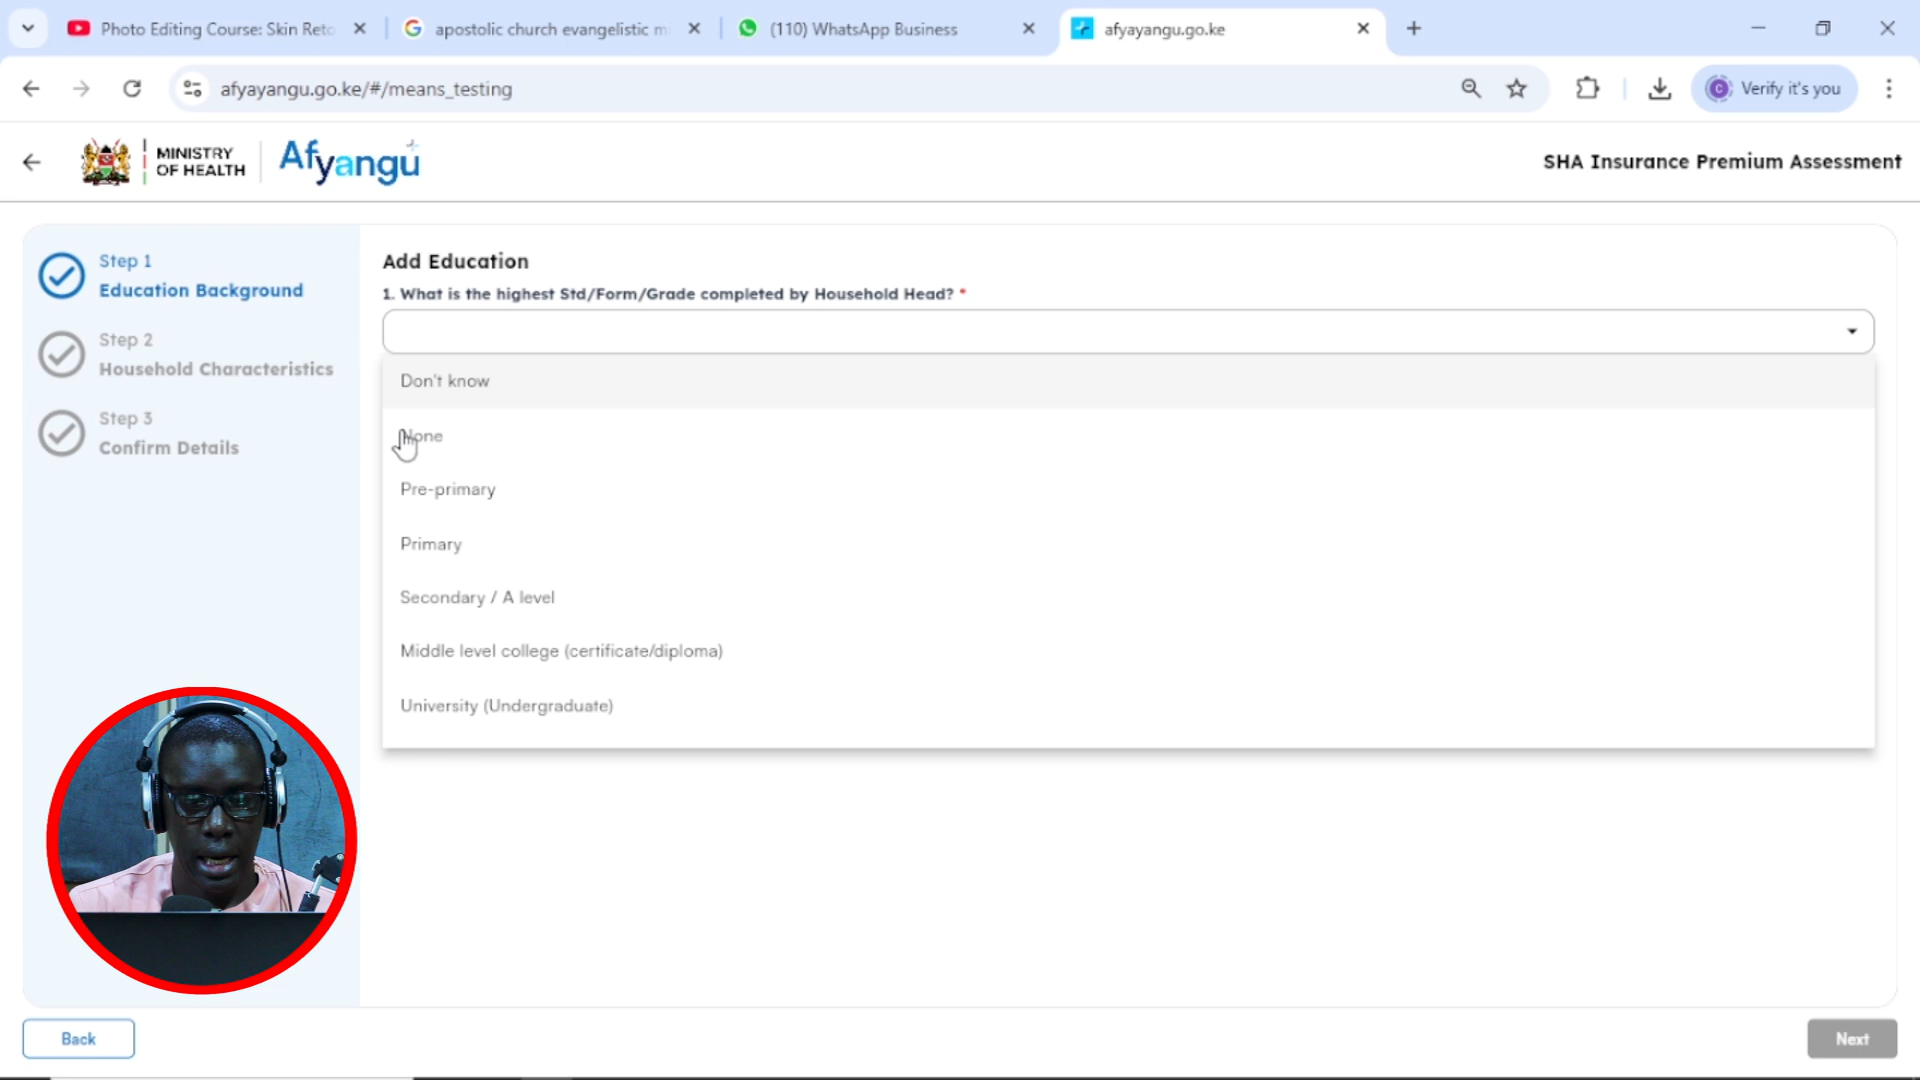 Photo Editing Course: Skin Reto
apostolic church evangelistic mi
(110) WhatsApp Business
afyayangu.go.ke
afyayangu.go.ke/#/means_testing
Verify it's you
MINISTRY
OF HEALTH
Afyangu
SHA Insurance Premium Assessment
Step 1
Education Background
Step 2
Household Characteristics
Step 3
Confirm Details
Add Education
1. What is the highest Std/Form/Grade completed by Household Head? *
Don't know
None
Pre-primary
Primary
Secondary / A level
Middle level college (certificate/diploma)
University (Undergraduate)
Back
Next